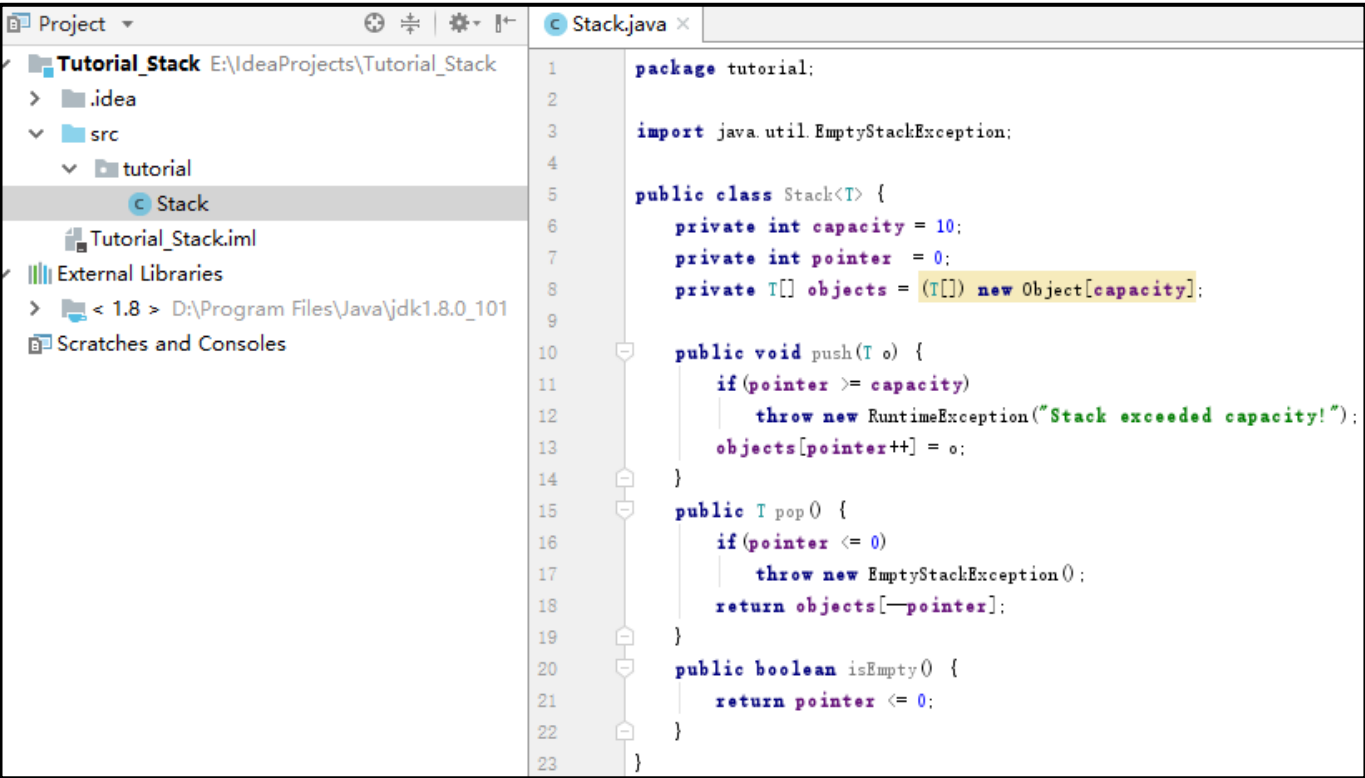 Project
Tutorial_Stack E:\IdeaProjects\Tutorial_Stack
.idea
src
tutorial
C Stack
Tutorial_Stack.iml
External Libraries
< 1.8 > D:\Program Files\Java\jdk1.8.0_101
Scratches and Consoles
C Stack.java ×
1 package tutorial;
2
3 import java.util.EmptyStackException;
4
5 public class Stack<T> {
6     private int capacity = 10;
7     private int pointer  = 0;
8     private T[] objects = (T[]) new Object[capacity];
9
10     public void push(T o) {
11         if(pointer >= capacity)
12             throw new RuntimeException("Stack exceeded capacity!");
13         objects[pointer++] = o;
14     }
15     public T pop() {
16         if(pointer <= 0)
17             throw new EmptyStackException();
18         return objects[--pointer];
19     }
20     public boolean isEmpty() {
21         return pointer <= 0;
22     }
23 }